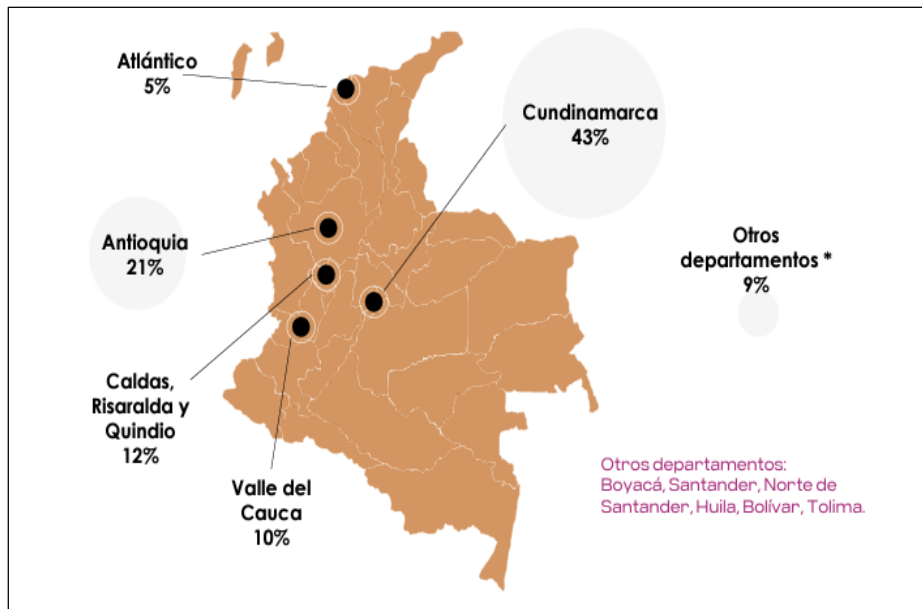 Atlántico
5%
Cundinamarca
43%
Antioquia
21%
Otros
departamentos *
9%
Caldas,
Risaralda y
Quindio
12%
Valle del
Cauca
10%
Otros departamentos:
Boyacá, Santander, Norte de
Santander, Huila, Bolívar, Tolima.